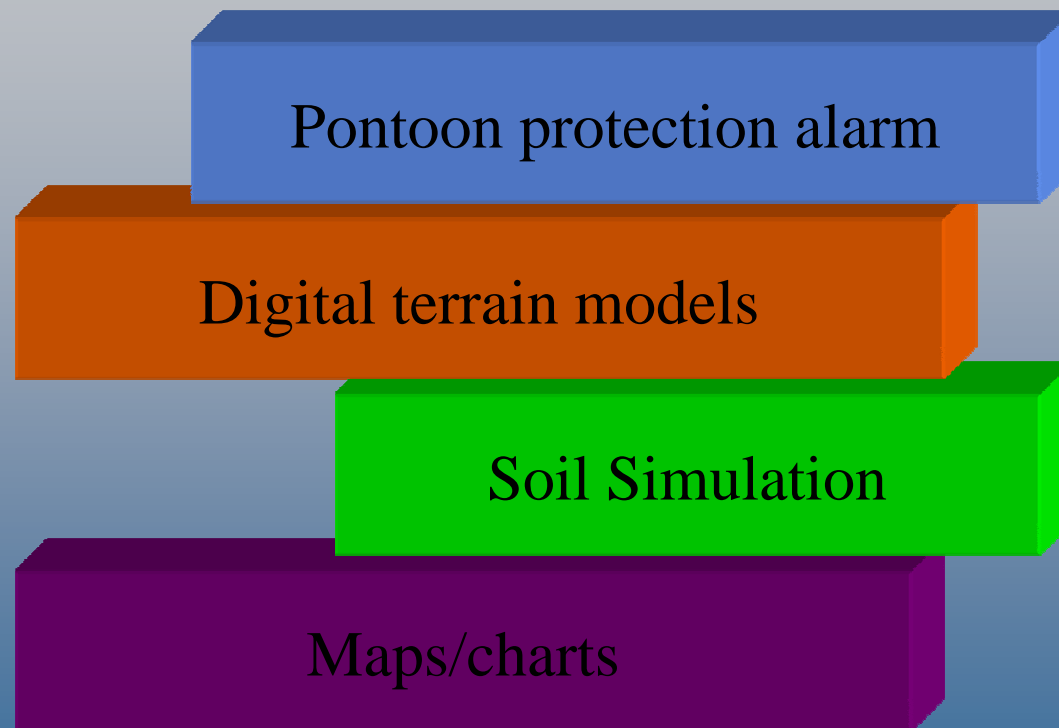 Pontoon protection alarm
Digital terrain models
Soil Simulation
Maps/charts